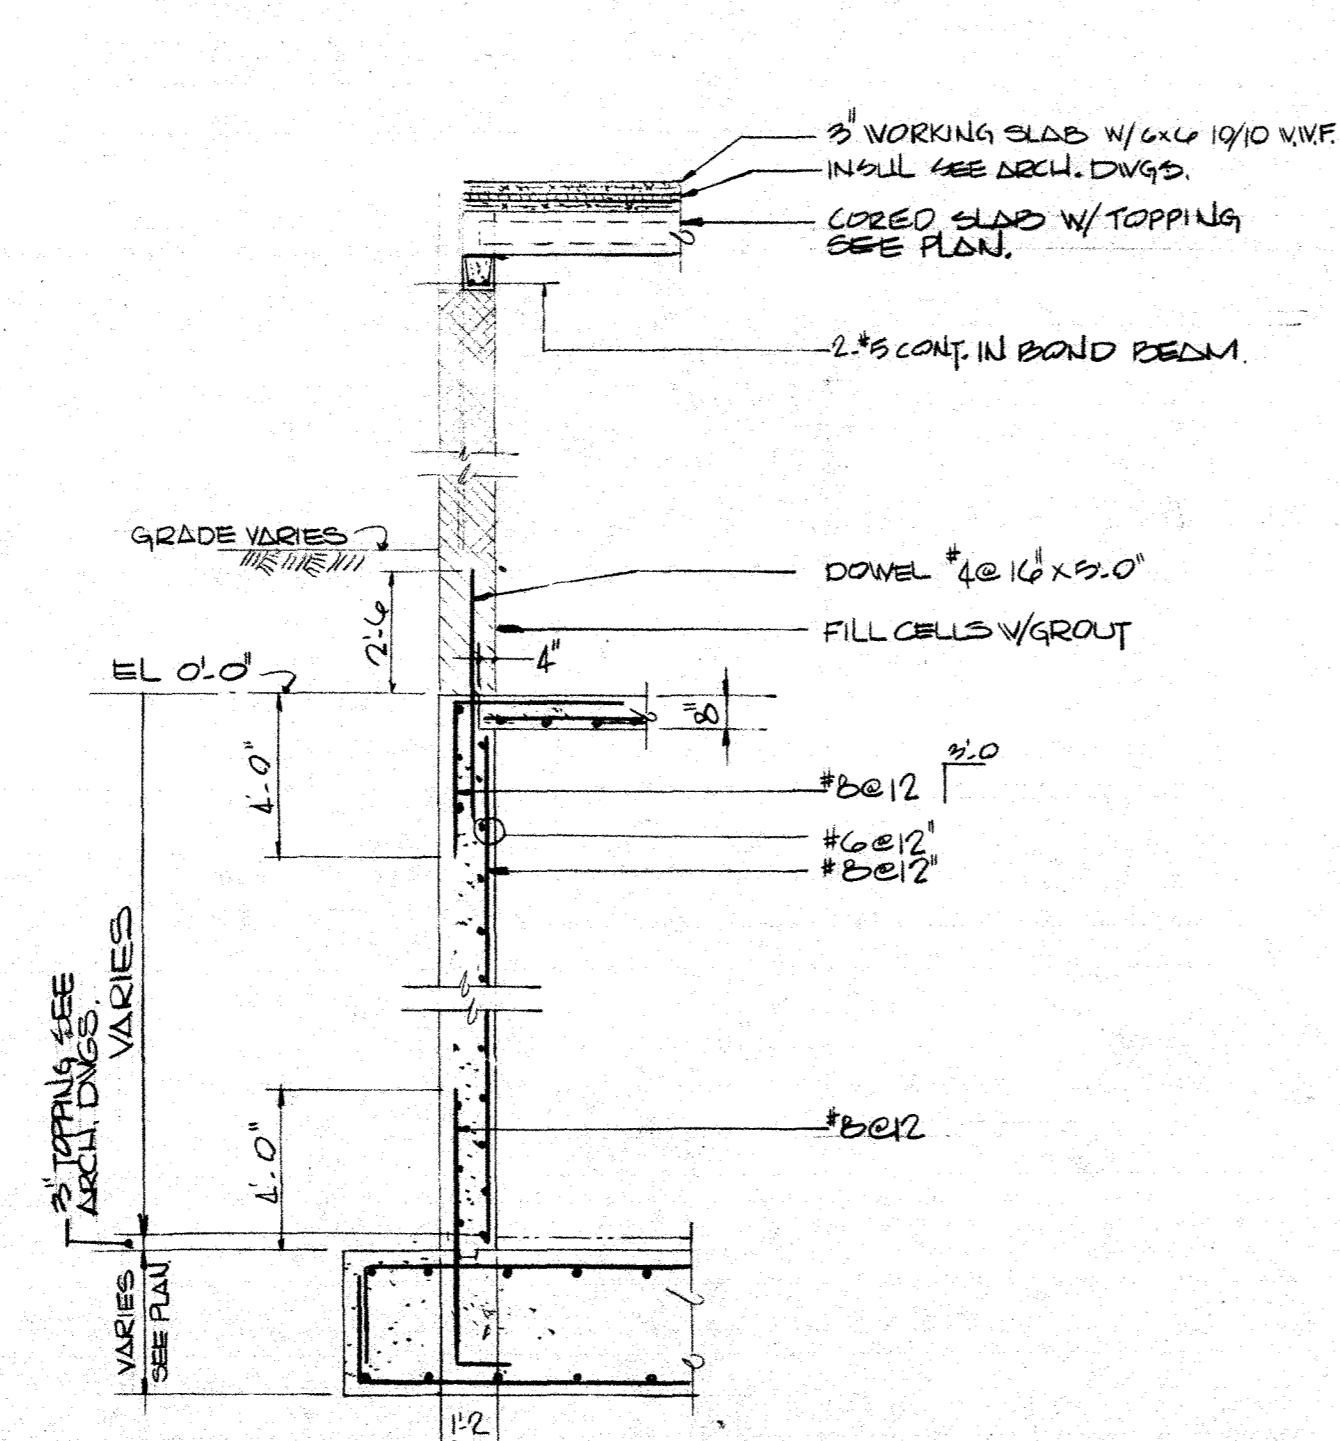 3" WORKING SLAB W/ 6x6 10/10 W.W.F.
INSUL SEE ARCH. DWGS.
CORED SLAB W/ TOPPING
SEE PLAN.
2-#5 CONT. IN BOND BEAM.
GRADE VARIES
DOWEL #4@16" x 5'-0"
2'-6
FILL CELLS W/GROUT
4"
EL 0'-0"
8"
4'-0"
3'-0
#8@12
#6@12"
#8@12"
VARIES
3" TOPPING SEE
ARCH. DWGS.
4'-0"
#8@12
VARIES
SEE PLAN
1'-2